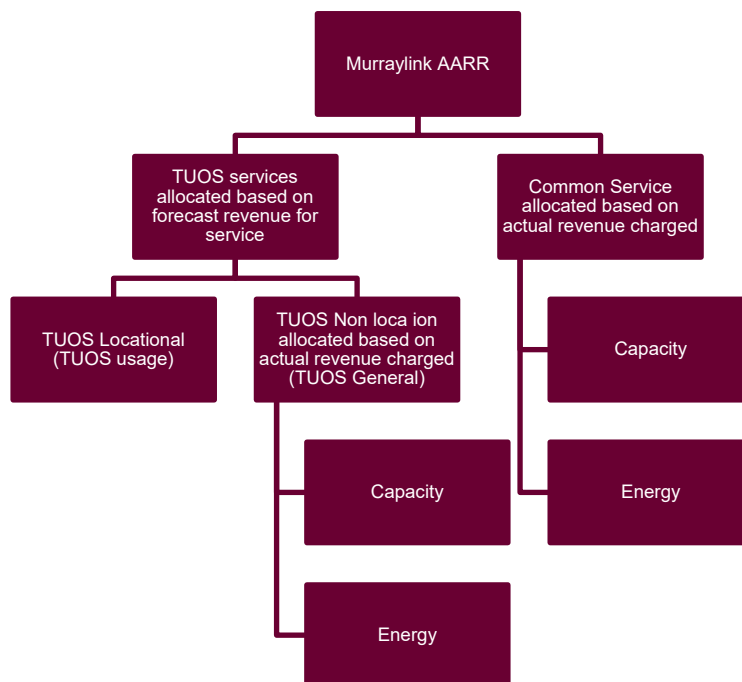 Murraylink AARR
TUOS services
allocated based on
forecast revenue for
service
Common Service
allocated based on
actual revenue charged
TUOS Locational
(TUOS usage)
TUOS Non loca ion
allocated based on
actual revenue charged
(TUOS General)
Capacity
Energy
Capacity
Energy